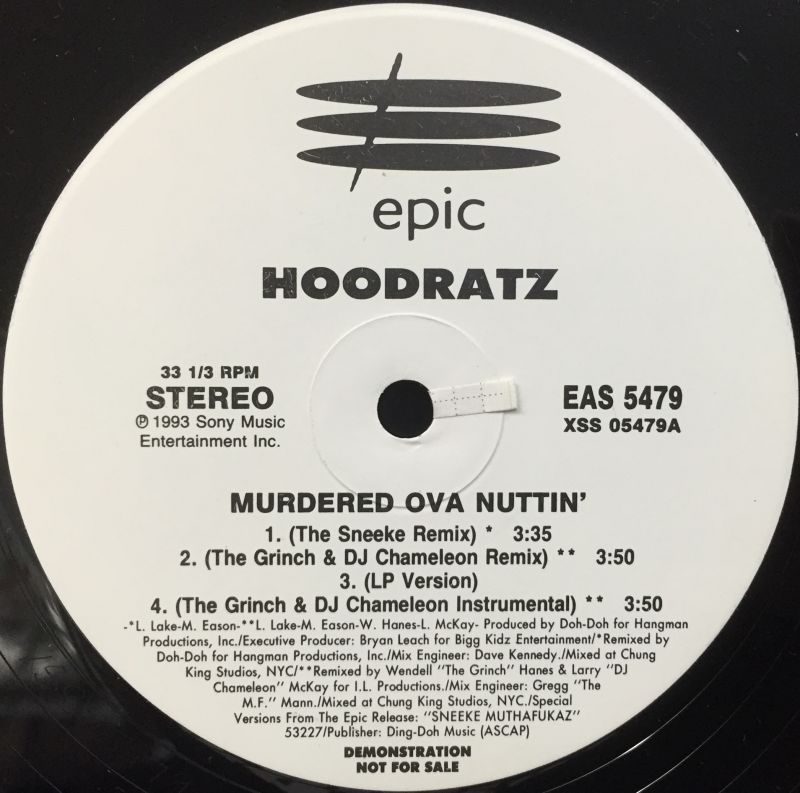 epic
HOODRATZ
33 1/3 RPM
STEREO
℗ 1993 Sony Music
Entertainment Inc.
EAS 5479
XSS 05479A
MURDERED OVA NUTTIN'
1. (The Sneeke Remix) * 3:35
2. (The Grinch & DJ Chameleon Remix) ** 3:50
3. (LP Version)
4. (The Grinch & DJ Chameleon Instrumental) ** 3:50
-*L. Lake-M. Eason-**L. Lake-M. Eason-W. Hanes-L. McKay- Produced by Doh-Doh for Hangman
Productions, Inc./Executive Producer: Bryan Leach for Bigg Kidz Entertainment/*Remixed by
Doh-Doh for Hangman Productions, Inc./Mix Engineer: Dave Kennedy./Mixed at Chung
King Studios, NYC/**Remixed by Wendell "The Grinch" Hanes & Larry "DJ
Chameleon" McKay for I.L. Productions./Mix Engineer: Gregg "The
M.F." Mann./Mixed at Chung King Studios, NYC./Special
Versions From The Epic Release: "SNEEKE MUTHAFUKAZ"
53227/Publisher: Ding-Doh Music (ASCAP)
DEMONSTRATION
NOT FOR SALE